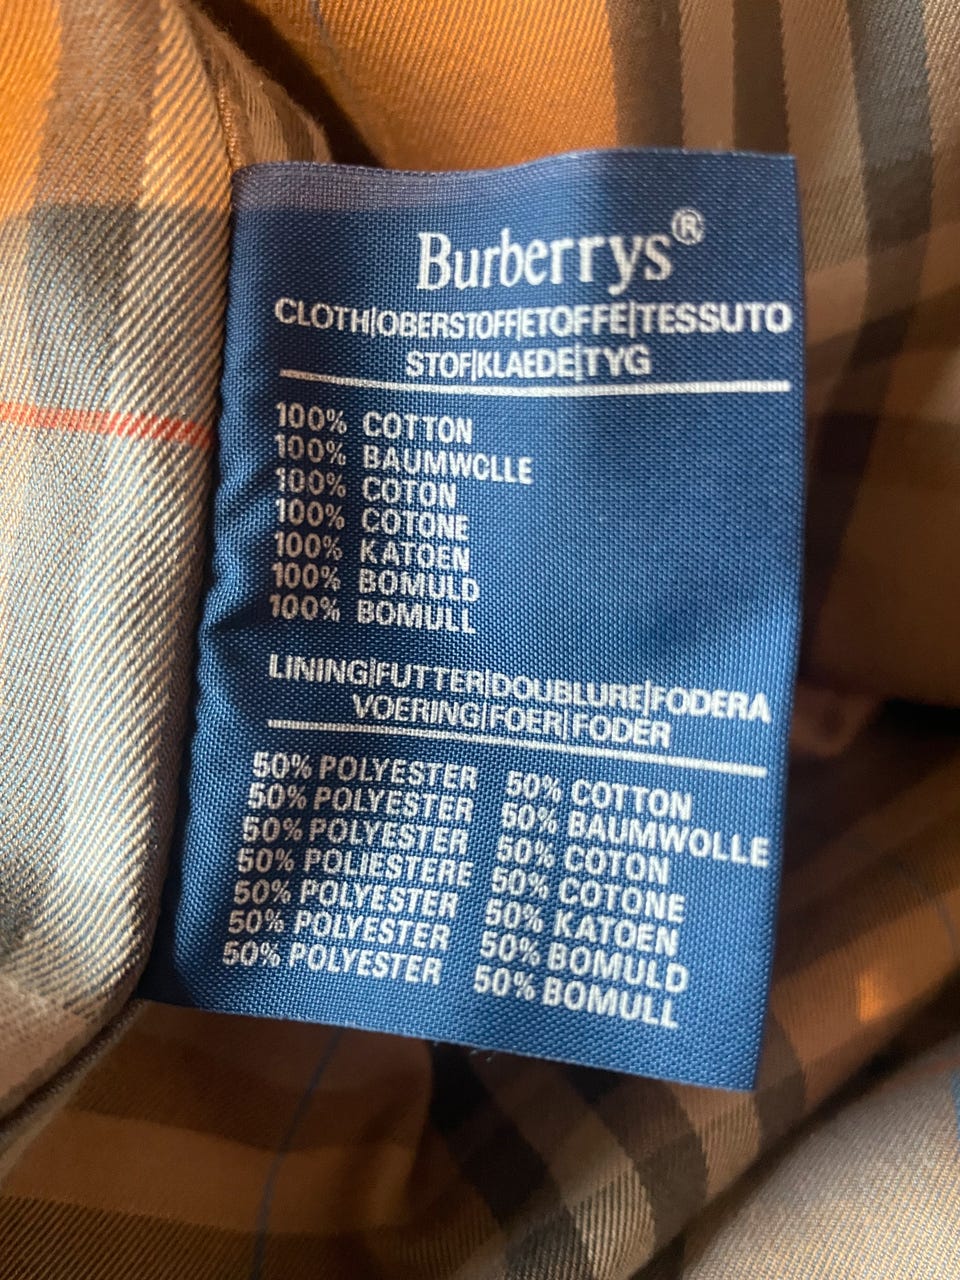 Burberrys®
CLOTH|OBERSTOFF|ETOFFE|TESSUTO
STOF|KLAEDE|TYG
100% COTTON
100% BAUMWOLLE
100% COTON
100% COTONE
100% KATOEN
100% BOMULD
100% BOMULL
LINING|FUTTER|DOUBLURE|FODERA
VOERING|FOER|FODER
50% POLYESTER 50% COTTON
50% POLYESTER 50% BAUMWOLLE
50% POLYESTER 50% COTON
50% POLIESTERE 50% COTONE
50% POLYESTER 50% KATOEN
50% POLYESTER 50% BOMULD
50% POLYESTER 50% BOMULL